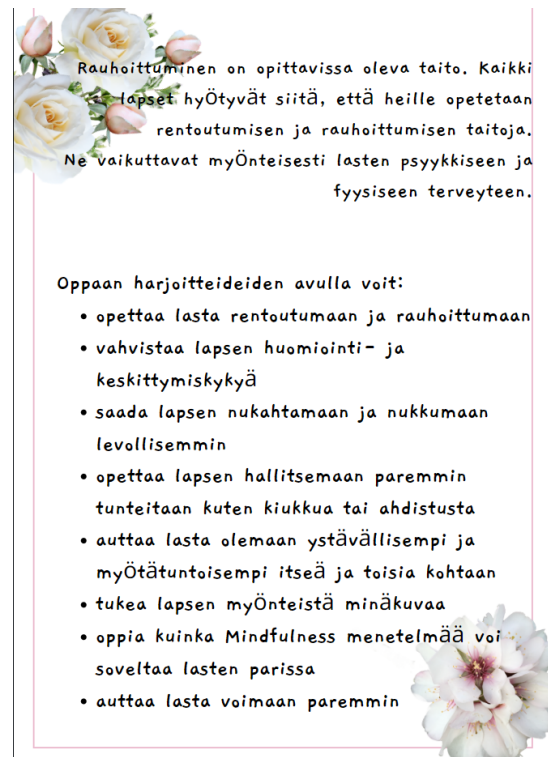 Rauhoittuminen on opittavissa oleva taito. Kaikki
lapset hyÖtyvät siitä, että heille opetetaan
rentoutumisen ja rauhoittumisen taitoja.
Ne vaikuttavat myÖnteisesti lasten psyykkiseen ja
fyysiseen terveyteen.
Oppaan harjoitteideiden avulla voit:
• opettaa lasta rentoutumaan ja rauhoittumaan
• vahvistaa lapsen huomiointi- ja
keskittymiskykyä
• saada lapsen nukahtamaan ja nukkumaan
levollisemmin
• opettaa lapsen hallitsemaan paremmin
tunteitaan kuten kiukkua tai ahdistusta
• auttaa lasta olemaan ystävällisempi ja
myÖtätuntoisempi itseä ja toisia kohtaan
• tukea lapsen myÖnteistä minäkuvaa
• oppia kuinka Mindfulness menetelmää voi
soveltaa lasten parissa
• auttaa lasta voimaan paremmin